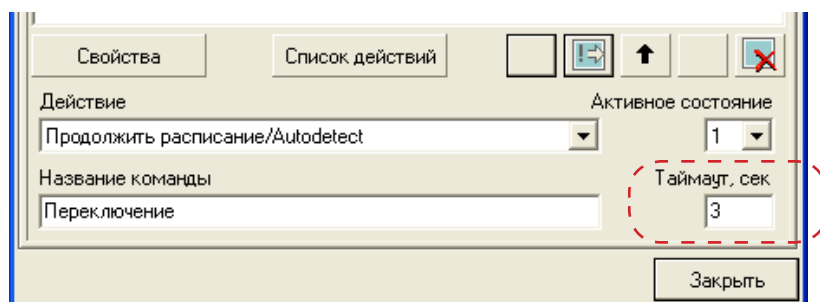 Свойства Список действий
Действие Активное состояние
Продолжить расписание/Autodetect 1
Название команды Таймаут, сек
Переключение 3
Закрыть